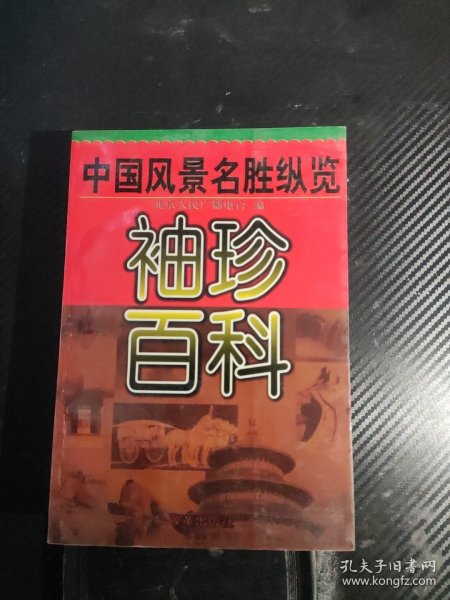 中国风景名胜纵览
北京人民广播电台 编
袖珍
百科
孔夫子旧书网
www.kongfz.com